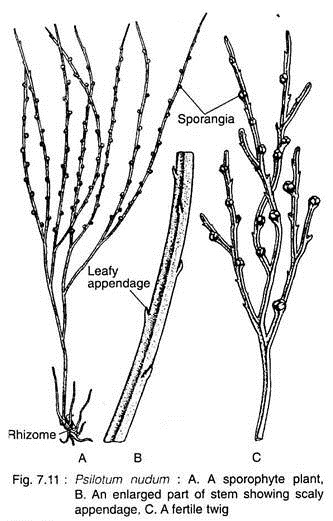 Sporangia
Leafy
appendage
Rhizome
A B C
Fig. 7.11 : Psilotum nudum : A. A sporophyte plant,
B. An enlarged part of stem showing scaly
appendage, C. A fertile twig